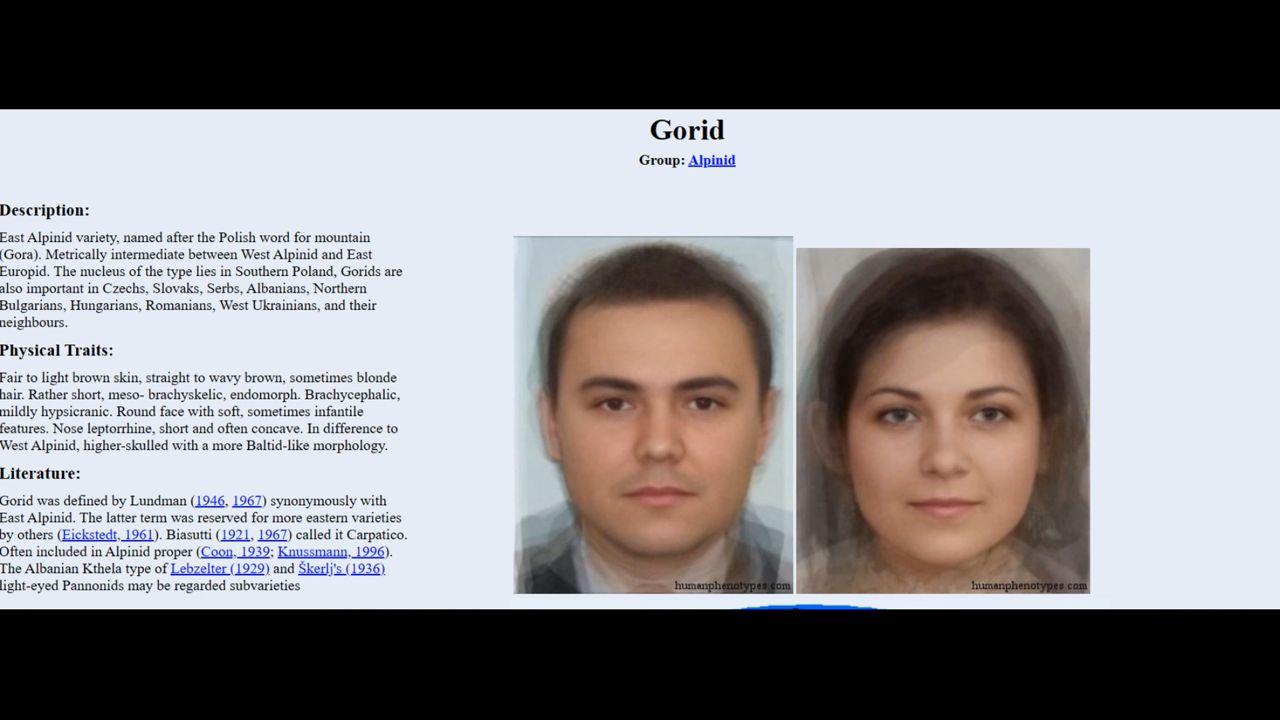 Gorid
Group: Alpinid
Description:
East Alpinid variety, named after the Polish word for mountain
(Gora). Metrically intermediate between West Alpinid and East
Europid. The nucleus of the type lies in Southern Poland, Gorids are
also important in Czechs, Slovaks, Serbs, Albanians, Northern
Bulgarians, Hungarians, Romanians, West Ukrainians, and their
neighbours.
Physical Traits:
Fair to light brown skin, straight to wavy brown, sometimes blonde
hair. Rather short, meso- brachyskelic, endomorph. Brachycephalic,
mildly hypsicranic. Round face with soft, sometimes infantile
features. Nose leptorrhine, short and often concave. In difference to
West Alpinid, higher-skulled with a more Baltid-like morphology.
Literature:
Gorid was defined by Lundman (1946, 1967) synonymously with
East Alpinid. The latter term was reserved for more eastern varieties
by others (Eickstedt, 1961). Biasutti (1921, 1967) called it Carpatico.
Often included in Alpinid proper (Coon, 1939; Knussmann, 1996).
The Albanian Kthela type of Lebzelter (1929) and Škerlj's (1936)
light-eyed Pannonids may be regarded subvarieties
humanphenotypes.com
humanphenotypes.com